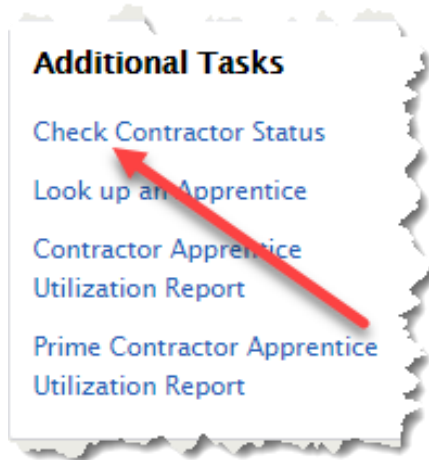 Additional Tasks
Check Contractor Status
Look up an Apprentice
Contractor Apprentice
Utilization Report
Prime Contractor Apprentice
Utilization Report